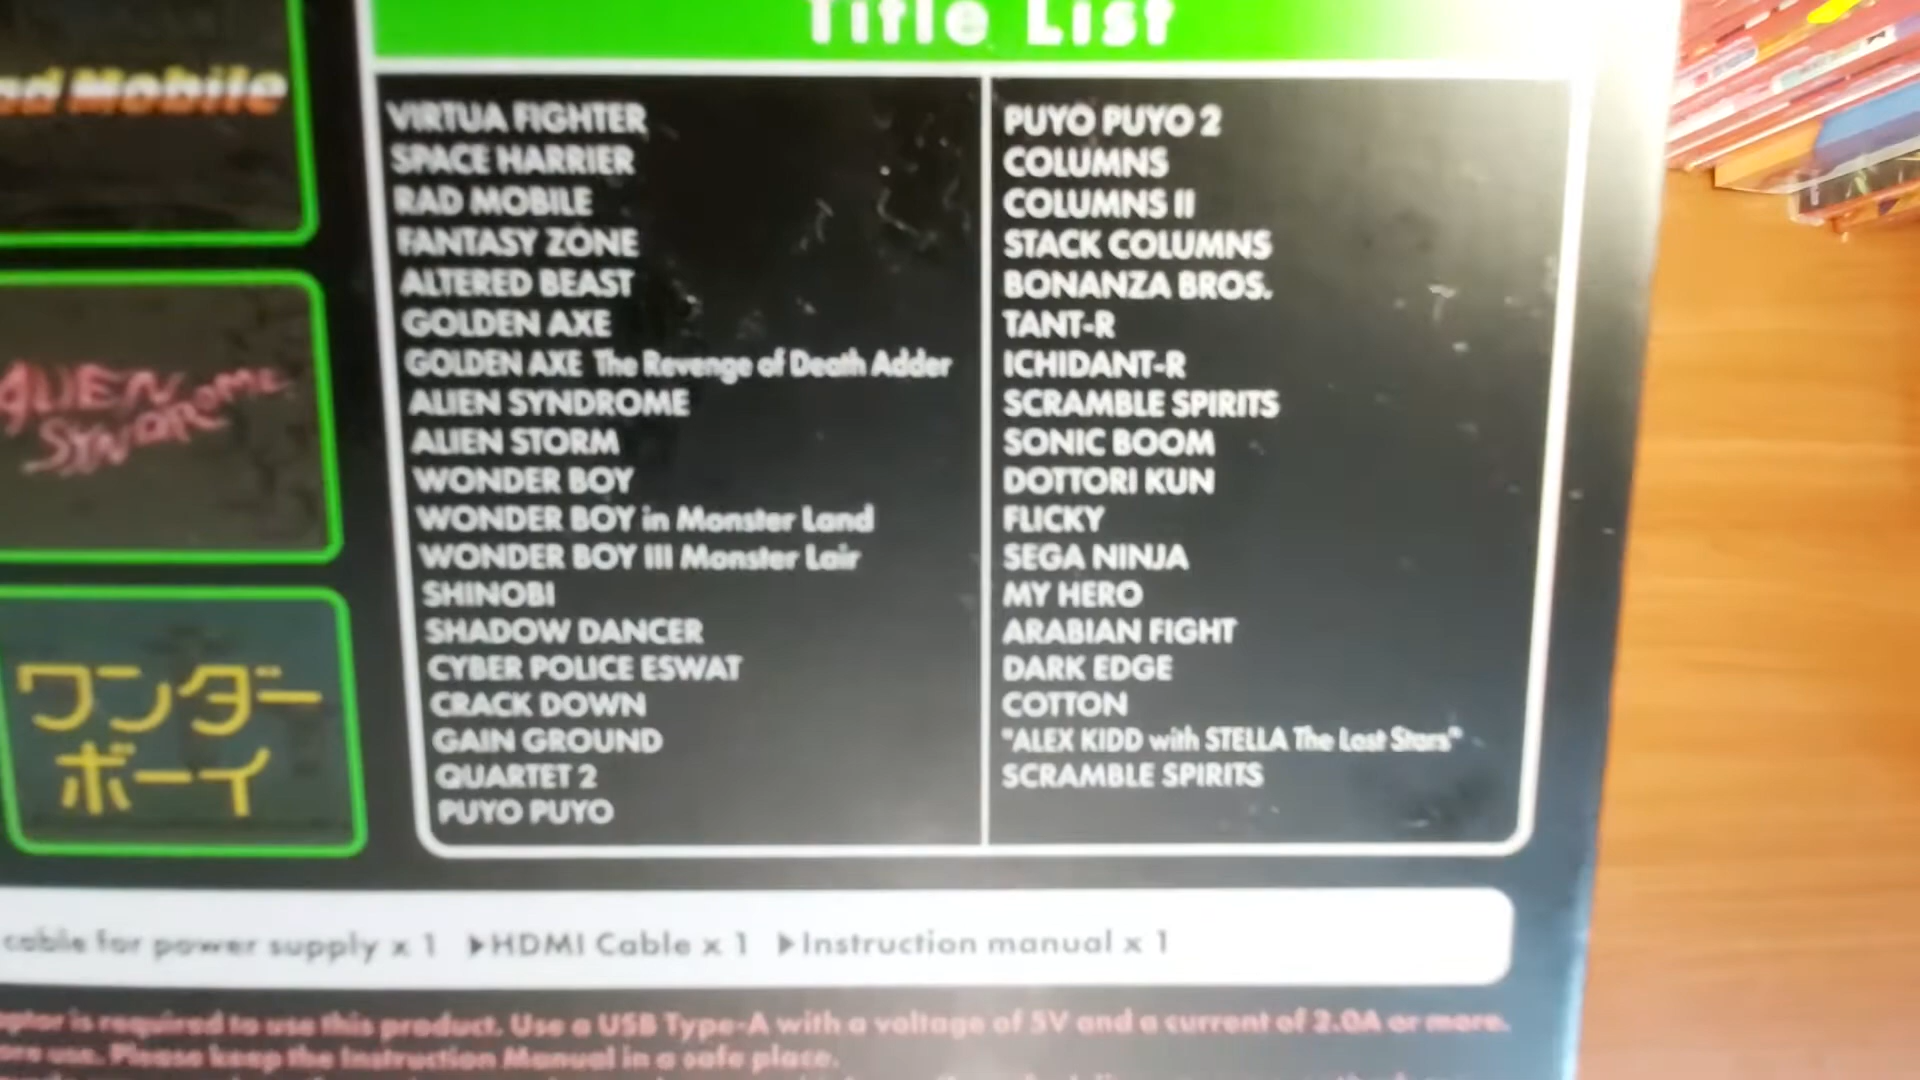 Title List
Mobile
ALIEN
SYNDROME
ワンダー
ボーイ
VIRTUA FIGHTER
SPACE HARRIER
RAD MOBILE
FANTASY ZONE
ALTERED BEAST
GOLDEN AXE
GOLDEN AXE The Revenge of Death Adder
ALIEN SYNDROME
ALIEN STORM
WONDER BOY
WONDER BOY in Monster Land
WONDER BOY III Monster Lair
SHINOBI
SHADOW DANCER
CYBER POLICE ESWAT
CRACK DOWN
GAIN GROUND
QUARTET 2
PUYO PUYO
PUYO PUYO 2
COLUMNS
COLUMNS II
STACK COLUMNS
BONANZA BROS.
TANT-R
ICHIDANT-R
SCRAMBLE SPIRITS
SONIC BOOM
DOTTORI KUN
FLICKY
SEGA NINJA
MY HERO
ARABIAN FIGHT
DARK EDGE
COTTON
"ALEX KIDD with STELLA The Lost Stars"
SCRAMBLE SPIRITS
cable for power supply x 1 ▶HDMI Cable x 1 ▶Instruction manual x 1
is required to use this product. Use a USB Type-A with a voltage of 5V and a current of 2.0A or more.
use. Please keep the Instruction Manual in a safe place.